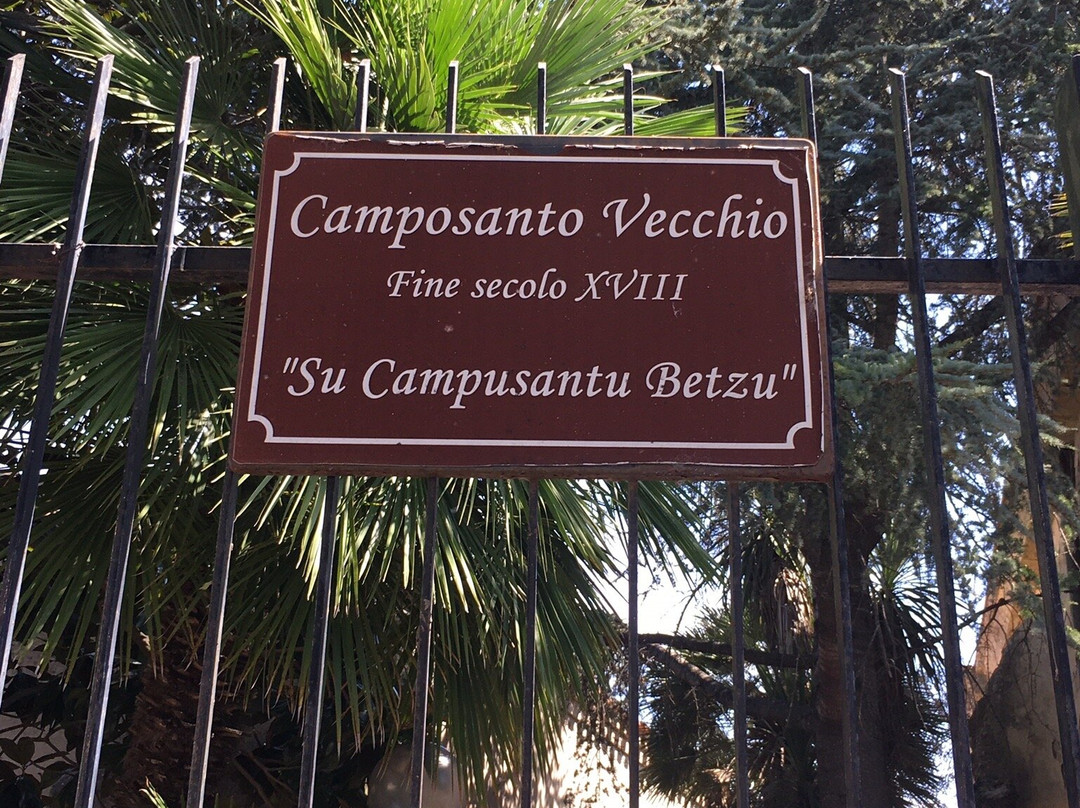 Camposanto Vecchio
Fine secolo XVIII
"Su Campusantu Betzu"